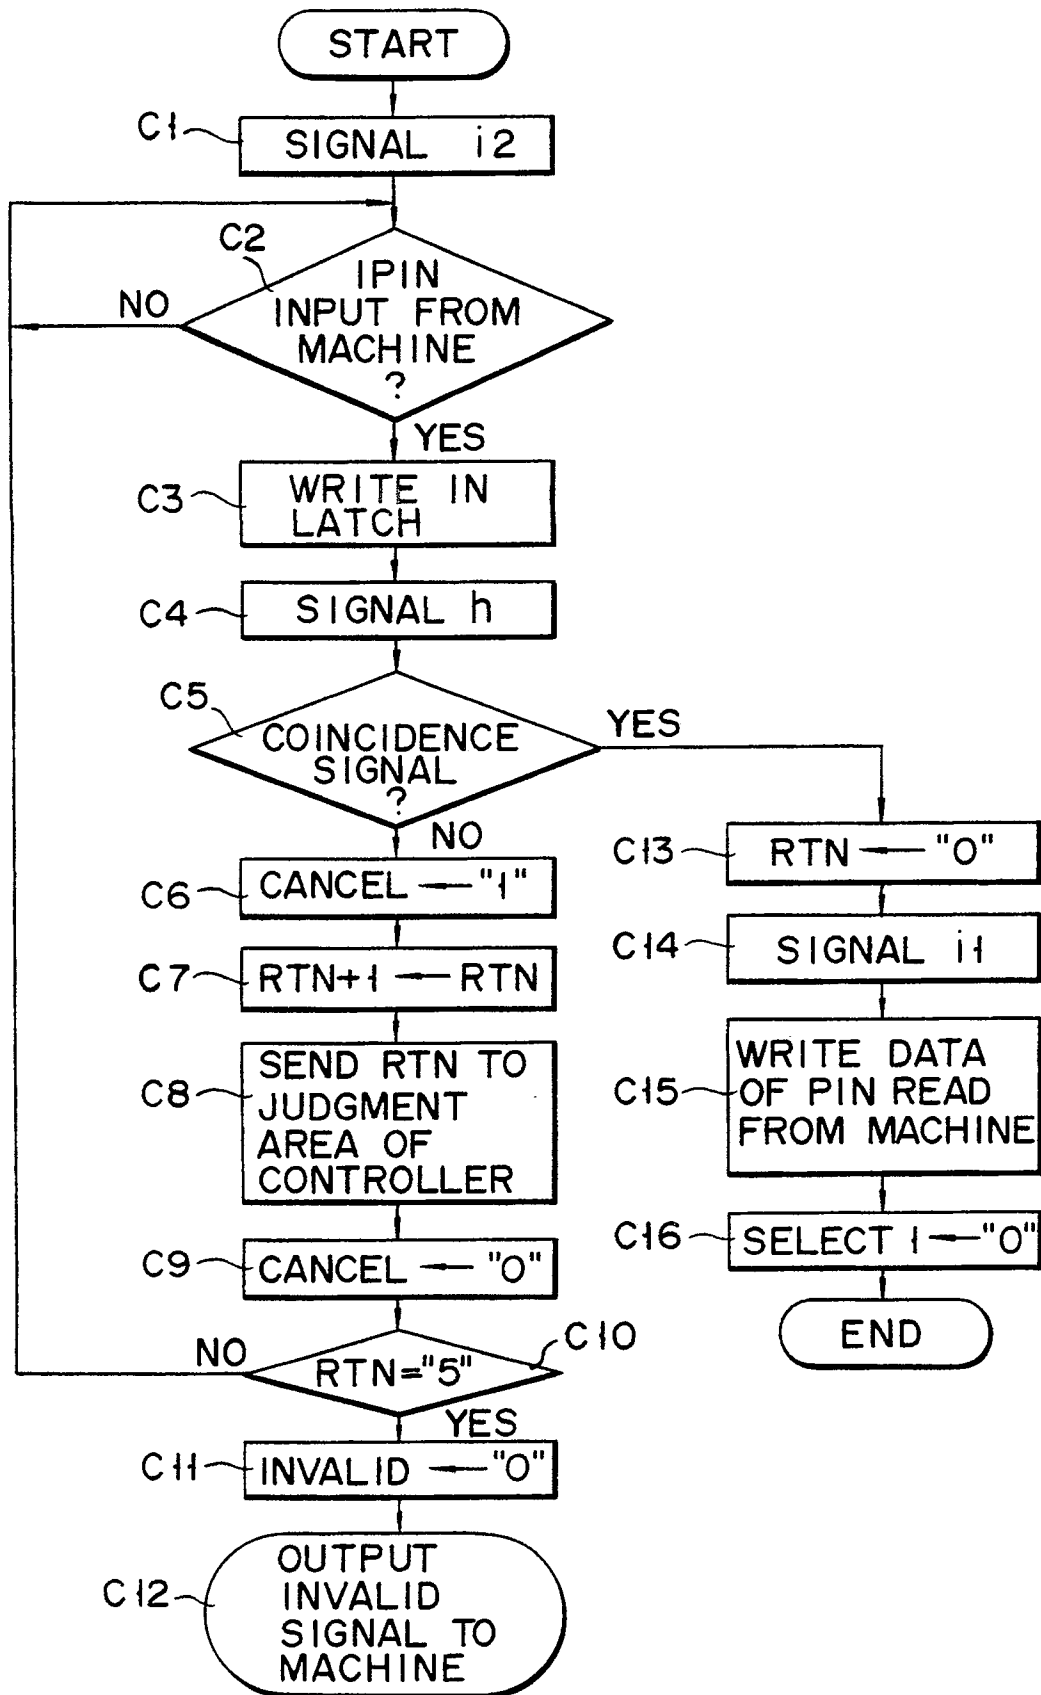 START
C1
SIGNAL i2
C2
IPIN
INPUT FROM
MACHINE
?
NO
YES
C3
WRITE IN
LATCH
C4
SIGNAL h
C5
COINCIDENCE
SIGNAL
?
YES
NO
C6
CANCEL ← "1"
C7
RTN+1 ← RTN
C8
SEND RTN TO
JUDGMENT
AREA OF
CONTROLLER
C9
CANCEL ← "0"
C10
RTN="5"
NO
YES
C11
INVALID ← "0"
C12
OUTPUT
INVALID
SIGNAL TO
MACHINE
C13
RTN ← "0"
C14
SIGNAL i1
C15
WRITE DATA
OF PIN READ
FROM MACHINE
C16
SELECT 1 ← "0"
END